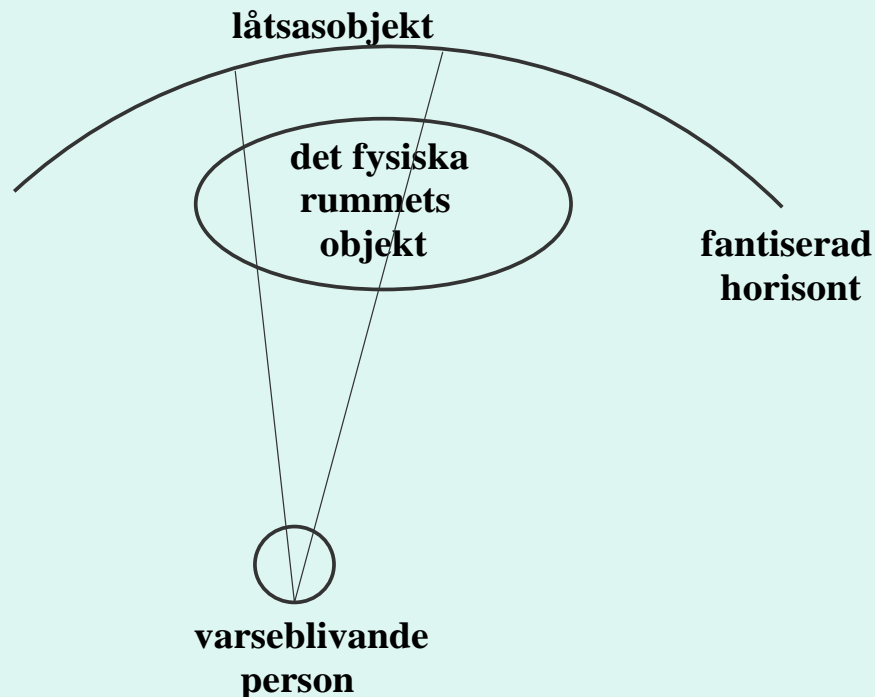 låtsasobjekt
det fysiska
rummets
objekt
fantiserad
horisont
varseblivande
person